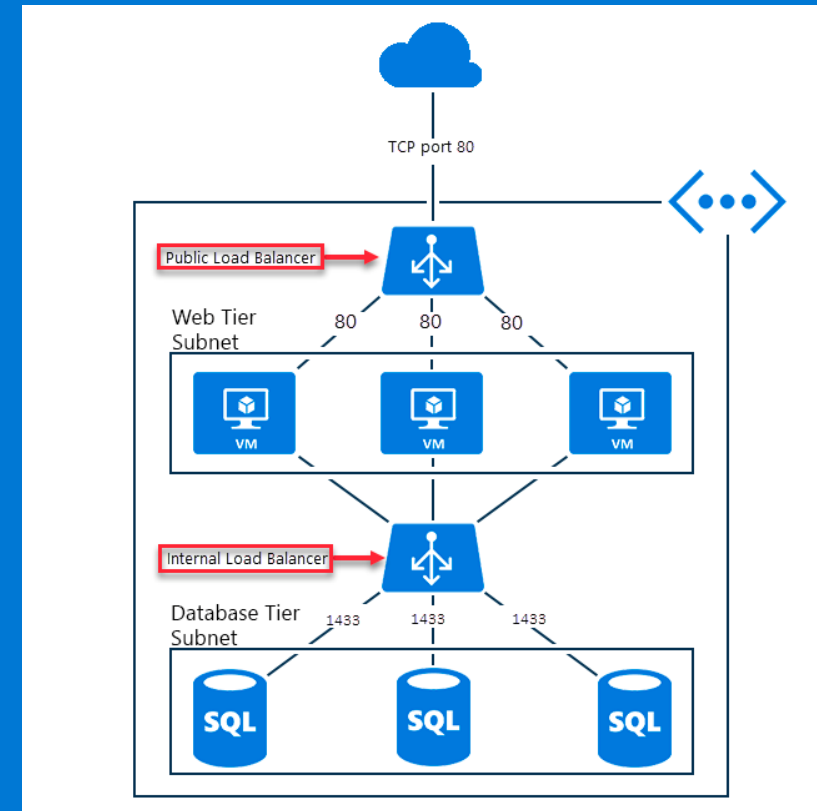 TCP port 80
Public Load Balancer
Web Tier
Subnet
80
80
80
VM
VM
VM
Internal Load Balancer
Database Tier
Subnet
1433
1433
1433
SQL
SQL
SQL